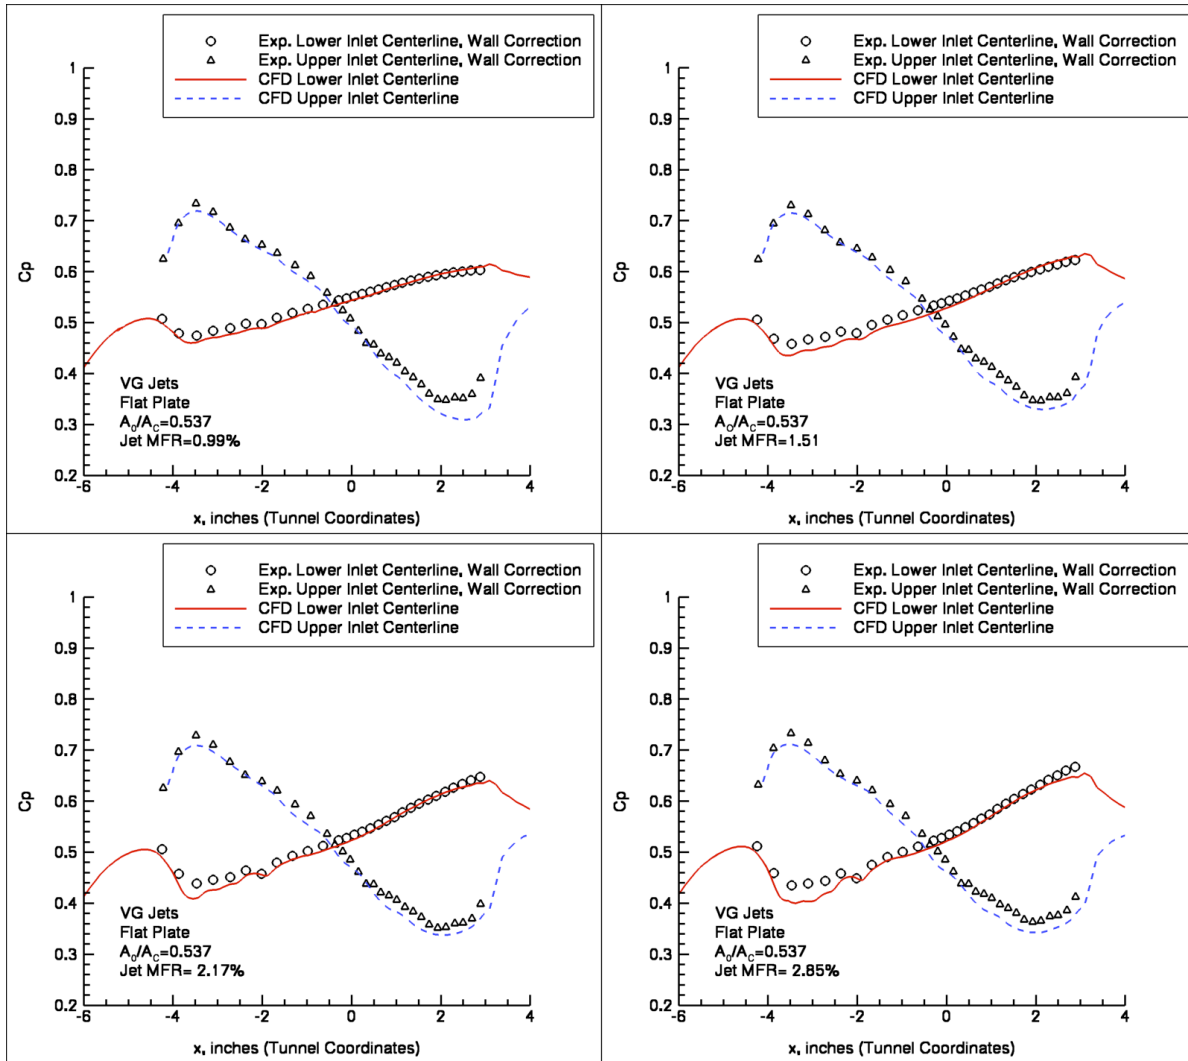 Exp. Lower Inlet Centerline, Wall Correction
Exp. Upper Inlet Centerline, Wall Correction
CFD Lower Inlet Centerline
CFD Upper Inlet Centerline
1
0.9
0.8
0.7
0.6
0.5
0.4
0.3
0.2
Cp
VG Jets
Flat Plate
A₀/A_C=0.537
Jet MFR=0.99%
-6 -4 -2 0 2 4
x, inches (Tunnel Coordinates)
Exp. Lower Inlet Centerline, Wall Correction
Exp. Upper Inlet Centerline, Wall Correction
CFD Lower Inlet Centerline
CFD Upper Inlet Centerline
1
0.9
0.8
0.7
0.6
0.5
0.4
0.3
0.2
Cp
VG Jets
Flat Plate
A₀/A_C=0.537
Jet MFR=1.51
-6 -4 -2 0 2 4
x, inches (Tunnel Coordinates)
Exp. Lower Inlet Centerline, Wall Correction
Exp. Upper Inlet Centerline, Wall Correction
CFD Lower Inlet Centerline
CFD Upper Inlet Centerline
1
0.9
0.8
0.7
0.6
0.5
0.4
0.3
0.2
Cp
VG Jets
Flat Plate
A₀/A_C=0.537
Jet MFR= 2.17%
-6 -4 -2 0 2 4
x, inches (Tunnel Coordinates)
Exp. Lower Inlet Centerline, Wall Correction
Exp. Upper Inlet Centerline, Wall Correction
CFD Lower Inlet Centerline
CFD Upper Inlet Centerline
1
0.9
0.8
0.7
0.6
0.5
0.4
0.3
0.2
Cp
VG Jets
Flat Plate
A₀/A_C=0.537
Jet MFR= 2.85%
-6 -4 -2 0 2 4
x, inches (Tunnel Coordinates)